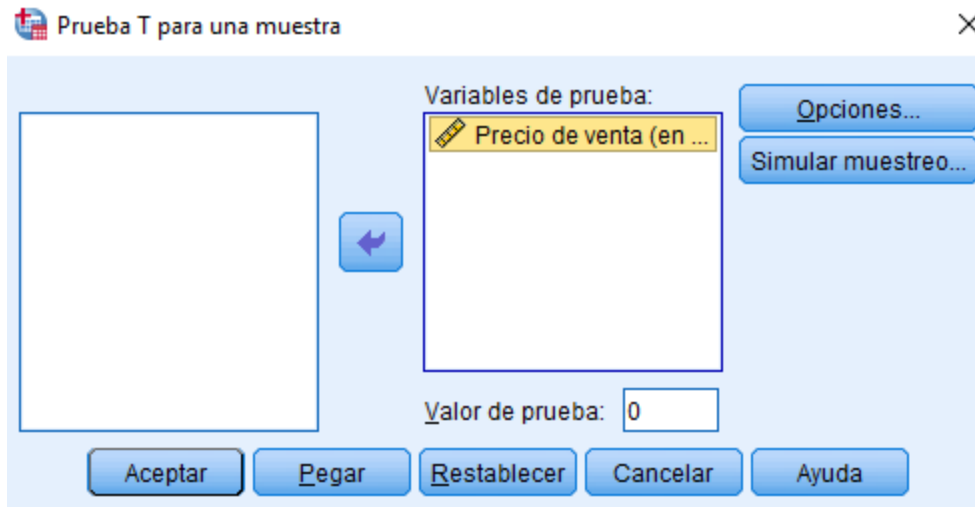 Prueba T para una muestra
Variables de prueba:
Precio de venta (en ...
Opciones...
Simular muestreo...
Valor de prueba: 0
Aceptar Pegar Restablecer Cancelar Ayuda